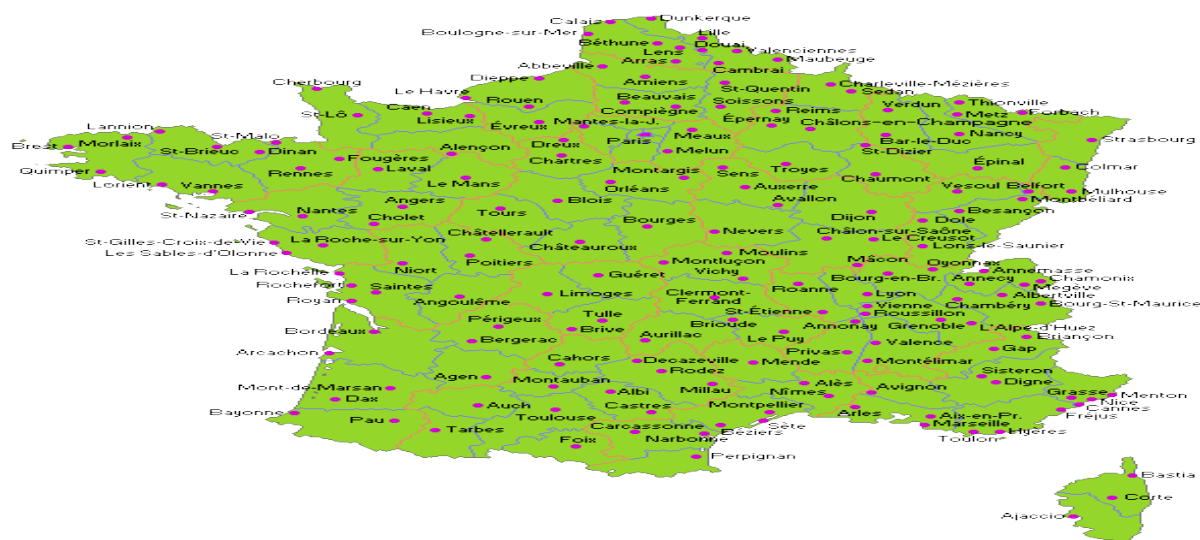 Dunkerque
Calais
Boulogne-sur-Mer
Lille
Béthune
Douai
Lens
Valenciennes
Maubeuge
Arras
Abbeville
Cambrai
Dieppe
Amiens
Cherbourg
St-Quentin
Charleville-Mézières
Sedan
Le Havre
Beauvais
Rouen
Soissons
Thionville
Verdun
Compiègne
Reims
Forbach
Metz
Caen
St-Lô
Lisieux
Épernay
Châlons-en-Champagne
Évreux
Mantes-la-J.
Lannion
St-Malo
Nancy
Meaux
Paris
Bar-le-Duc
Strasbourg
Dreux
Brest
Morlaix
St-Brieuc
Dinan
Melun
St-Dizier
Alençon
Chartres
Fougères
Épinal
Troyes
Colmar
Rennes
Laval
Sens
Quimper
Montargis
Chaumont
Le Mans
Lorient
Vannes
Orléans
Auxerre
Vesoul
Belfort
Mulhouse
Montbéliard
Angers
Blois
Avallon
St-Nazaire
Nantes
Tours
Besançon
Cholet
Bourges
Dijon
Dole
Châtellerault
Nevers
Châlon-sur-Saône
St-Gilles-Croix-de-Vie
La Roche-sur-Yon
Châteauroux
Le Creusot
Lons-le-Saunier
Les Sables-d'Olonne
Moulins
Poitiers
Montluçon
Mâcon
Niort
Oyonnax
La Rochelle
Guéret
Vichy
Annemasse
Bourg-en-Br.
Annecy
Chamonix
Rochefort
Saintes
Roanne
Megève
Limoges
Clermont-
Ferrand
Lyon
Albertville
Royan
Angoulême
Vienne
Chambéry
Bourg-St-Maurice
St-Étienne
Roussillon
Tulle
Périgueux
Brioude
Annonay
Grenoble
L'Alpe-d'Huez
Bordeaux
Brive
Le Puy
Briançon
Bergerac
Aurillac
Valence
Arcachon
Privas
Gap
Cahors
Decazeville
Mende
Montélimar
Rodez
Agen
Sisteron
Montauban
Digne
Mont-de-Marsan
Albi
Millau
Alès
Avignon
Nîmes
Grasse
Menton
Dax
Nice
Auch
Cannes
Bayonne
Toulouse
Castres
Montpellier
Arles
Fréjus
Aix-en-Pr.
Pau
Carcassonne
Sète
Marseille
Tarbes
Béziers
Hyères
Foix
Narbonne
Toulon
Perpignan
Bastia
Corte
Ajaccio